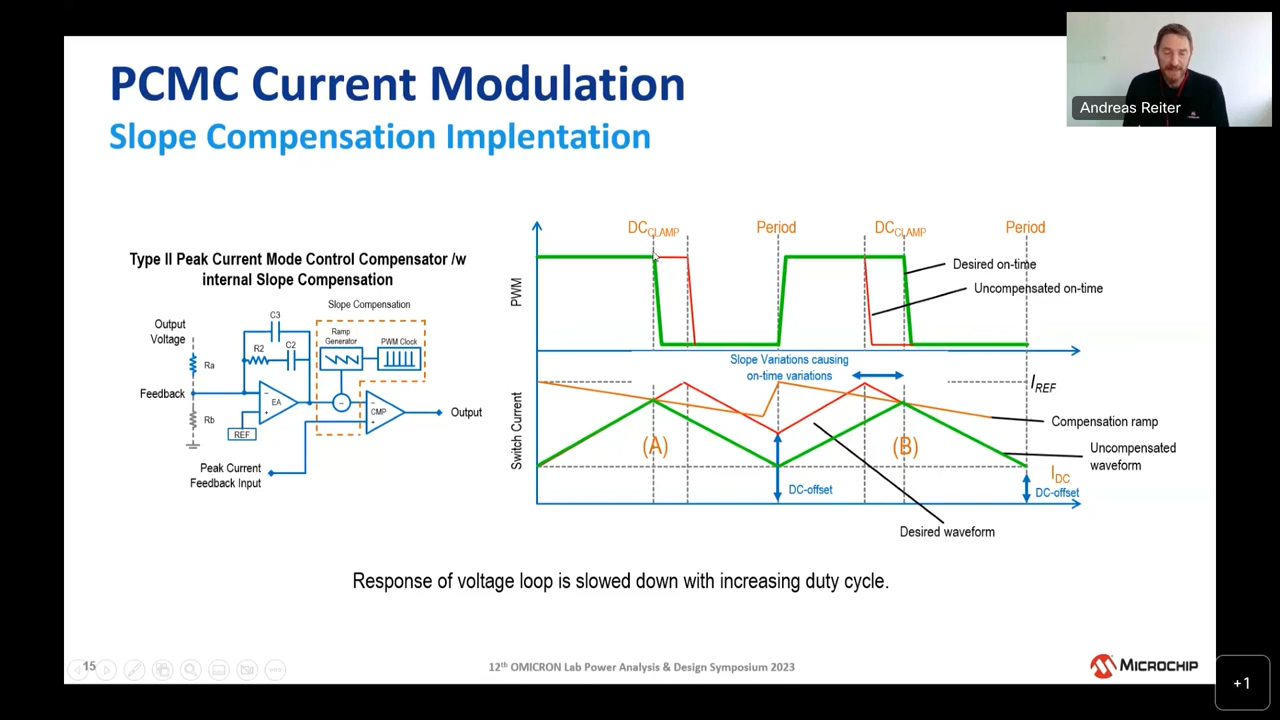 PCMC Current Modulation
Slope Compensation Implentation
Andreas Reiter
Type II Peak Current Mode Control Compensator /w
internal Slope Compensation
Slope Compensation
Output
Voltage
Ra
Feedback
Rb
C3
R2
C2
EA
REF
Ramp
Generator
PWM Clock
CMP
Output
Peak Current
Feedback Input
DCCLAMP
Period
DCCLAMP
Period
PWM
Desired on-time
Uncompensated on-time
Slope Variations causing
on-time variations
IREF
Switch Current
Compensation ramp
(A)
(B)
Uncompensated
waveform
IDC
DC-offset
DC-offset
Desired waveform
Response of voltage loop is slowed down with increasing duty cycle.
15
12th OMICRON Lab Power Analysis & Design Symposium 2023
MICROCHIP
+1